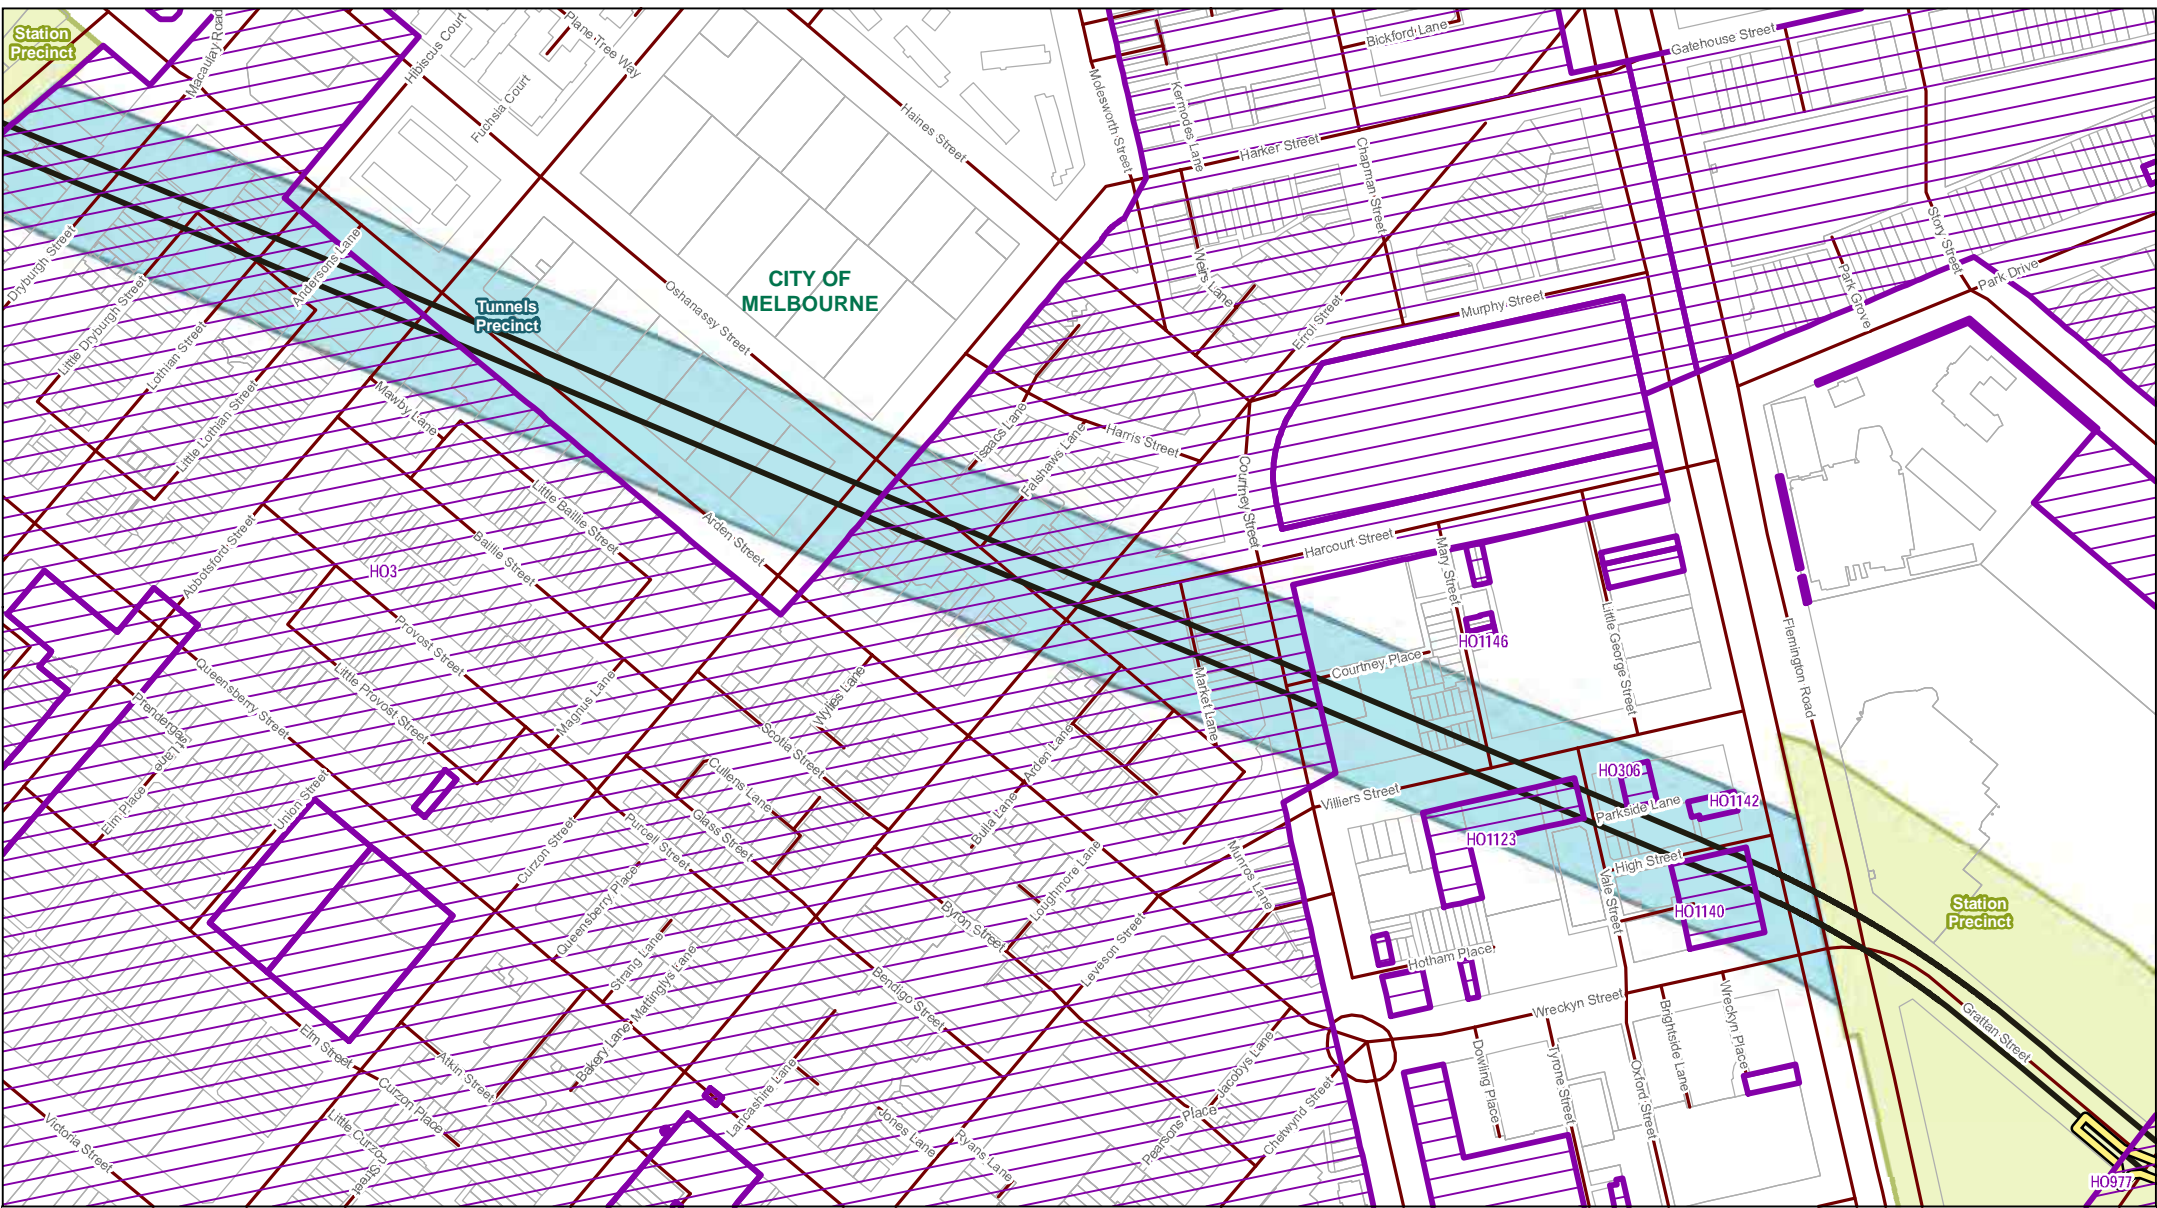 Station
Precinct
Macaulay Road
Hibiscus Court
Plane Tree Way
Fuchsia Court
Haines Street
Molesworth Street
Kermodes Lane
Bickford Lane
Gatehouse Street
Harker Street
Chapman Street
Weirs Lane
Story Street
Park Drive
Park Grove
Dryburgh Street
Little Dryburgh Street
Andersons Lane
Lothian Street
Little Lothian Street
Tunnels
Precinct
Oshanassy Street
CITY OF
MELBOURNE
Errol Street
Murphy Street
Mawby Lane
Isaacs Lane
Falshaws Lane
Harris Street
Courtney Street
Abbotsford Street
HO3
Little Baillie Street
Baillie Street
Arden Street
Harcourt Street
Mary Street
HO1146
Little George Street
Flemington Road
Courtney Place
Provost Street
Little Provost Street
Queensberry Street
Magnus Lane
Wyllies Lane
Scotia Street
Market Lane
Arden Lane
Elm Place
Union Street
Cullens Lane
Glass Street
Purcell Street
Curzon Street
Bulla Lane
Villiers Street
HO306
Parkside Lane
HO1142
HO1123
High Street
Vale Street
HO1140
Munros Lane
Loughmore Lane
Byron Street
Leveson Street
Queensberry Place
Strang Lane
Mattinglys Lane
Bakery Lane
Bendigo Street
Hotham Place
Wreckyn Street
Station
Precinct
Grattan Street
Elm Street
Atkin Street
Curzon Place
Little Curzon
Street
Victoria Street
Lancashire Lane
Jones Lane
Ryans Lane
Pearsons Place
Jacobys Lane
Chetwynd Street
Dowling Place
Tyrone Street
Oxford Street
Brightside Lane
Wreckyn Place
HO977